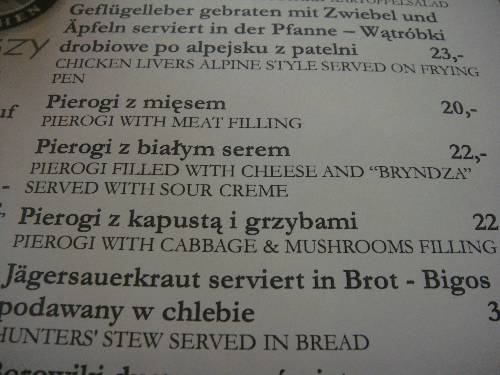 KARTOFFELSALAD
Geflügelleber gebraten mit Zwiebel und
Äpfeln serviert in der Pfanne – Wątróbki
drobiowe po alpejsku z patelni 23,-
CHICKEN LIVERS ALPINE STYLE SERVED ON FRYING
PEN
Pierogi z mięsem 20,-
PIEROGI WITH MEAT FILLING
Pierogi z białym serem 22,-
PIEROGI FILLED WITH CHEESE AND “BRYNDZA”
SERVED WITH SOUR CREME
Pierogi z kapustą i grzybami 22
PIEROGI WITH CABBAGE & MUSHROOMS FILLING
Jägersauerkraut serviert in Brot - Bigos
podawany w chlebie 3
HUNTERS' STEW SERVED IN BREAD